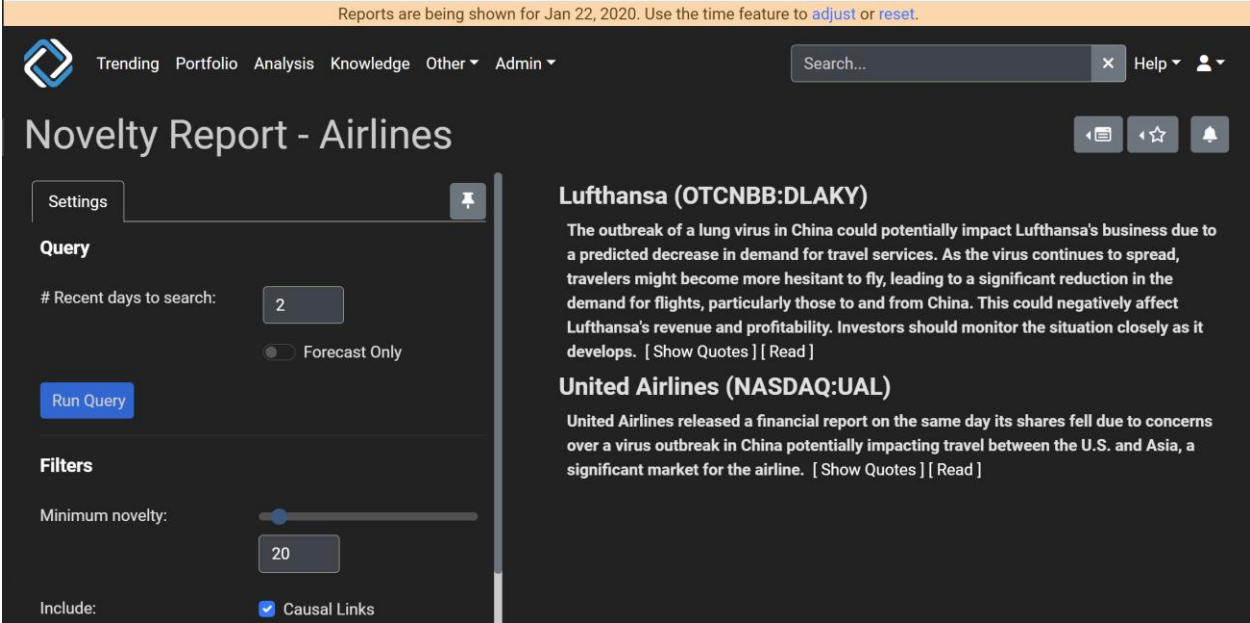 Reports are being shown for Jan 22, 2020. Use the time feature to adjust or reset.
Trending Portfolio Analysis Knowledge Other Admin Search... Help
Novelty Report - Airlines
Settings
Query
# Recent days to search: 2
Forecast Only
Run Query
Filters
Minimum novelty:
20
Include: Causal Links
Lufthansa (OTCNBB:DLAKY)
The outbreak of a lung virus in China could potentially impact Lufthansa's business due to
a predicted decrease in demand for travel services. As the virus continues to spread,
travelers might become more hesitant to fly, leading to a significant reduction in the
demand for flights, particularly those to and from China. This could negatively affect
Lufthansa's revenue and profitability. Investors should monitor the situation closely as it
develops. [ Show Quotes ] [ Read ]
United Airlines (NASDAQ:UAL)
United Airlines released a financial report on the same day its shares fell due to concerns
over a virus outbreak in China potentially impacting travel between the U.S. and Asia, a
significant market for the airline. [ Show Quotes ] [ Read ]